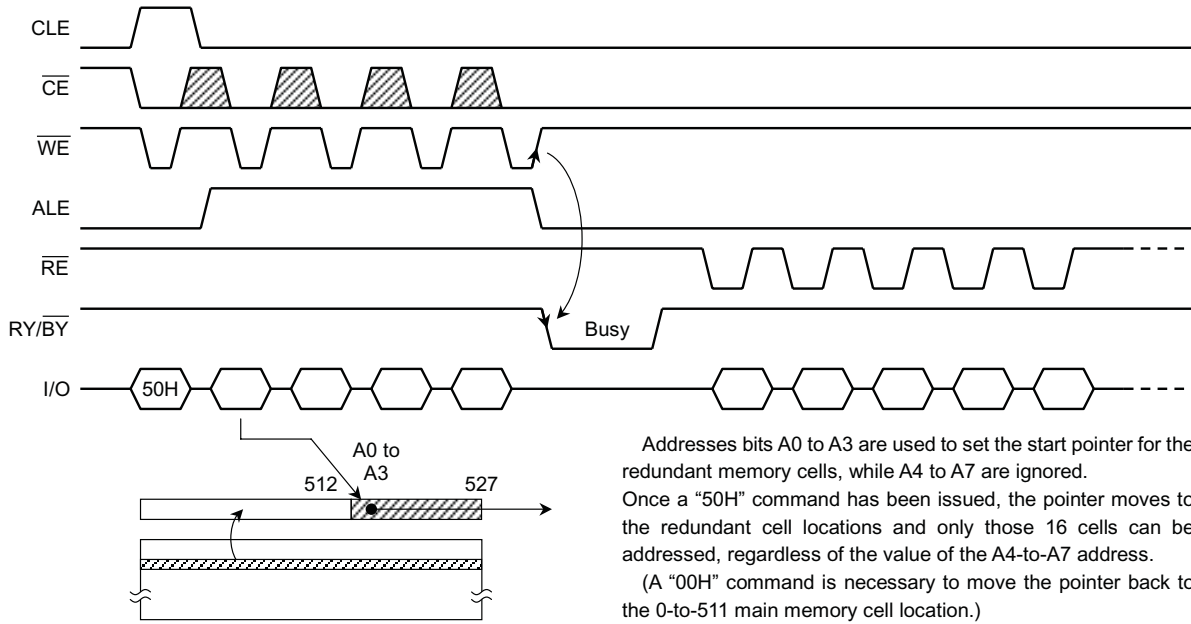 CLE
CE
WE
ALE
RE
RY/BY
Busy
I/O
50H
A0 to
A3
512
527
Addresses bits A0 to A3 are used to set the start pointer for the
redundant memory cells, while A4 to A7 are ignored.
Once a “50H” command has been issued, the pointer moves to
the redundant cell locations and only those 16 cells can be
addressed, regardless of the value of the A4-to-A7 address.
(A “00H” command is necessary to move the pointer back to
the 0-to-511 main memory cell location.)